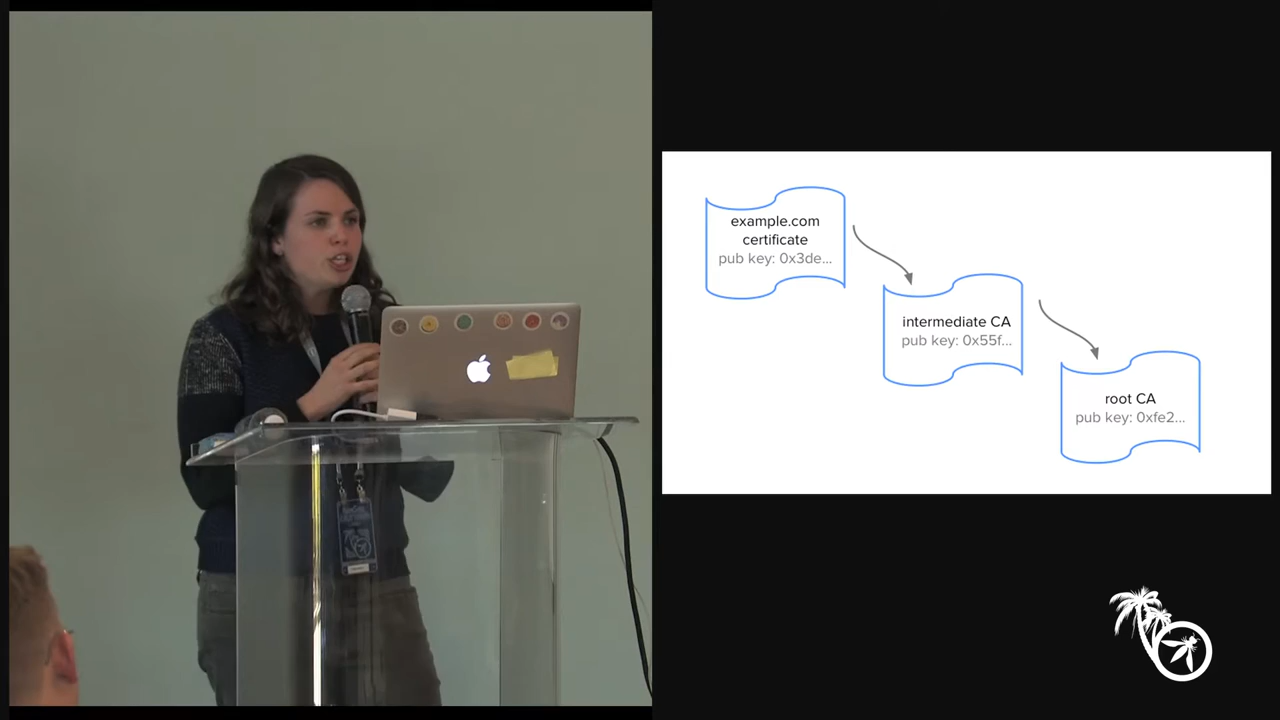 example.com
certificate
pub key: 0x3de...
intermediate CA
pub key: 0x55f...
root CA
pub key: 0xfe2...